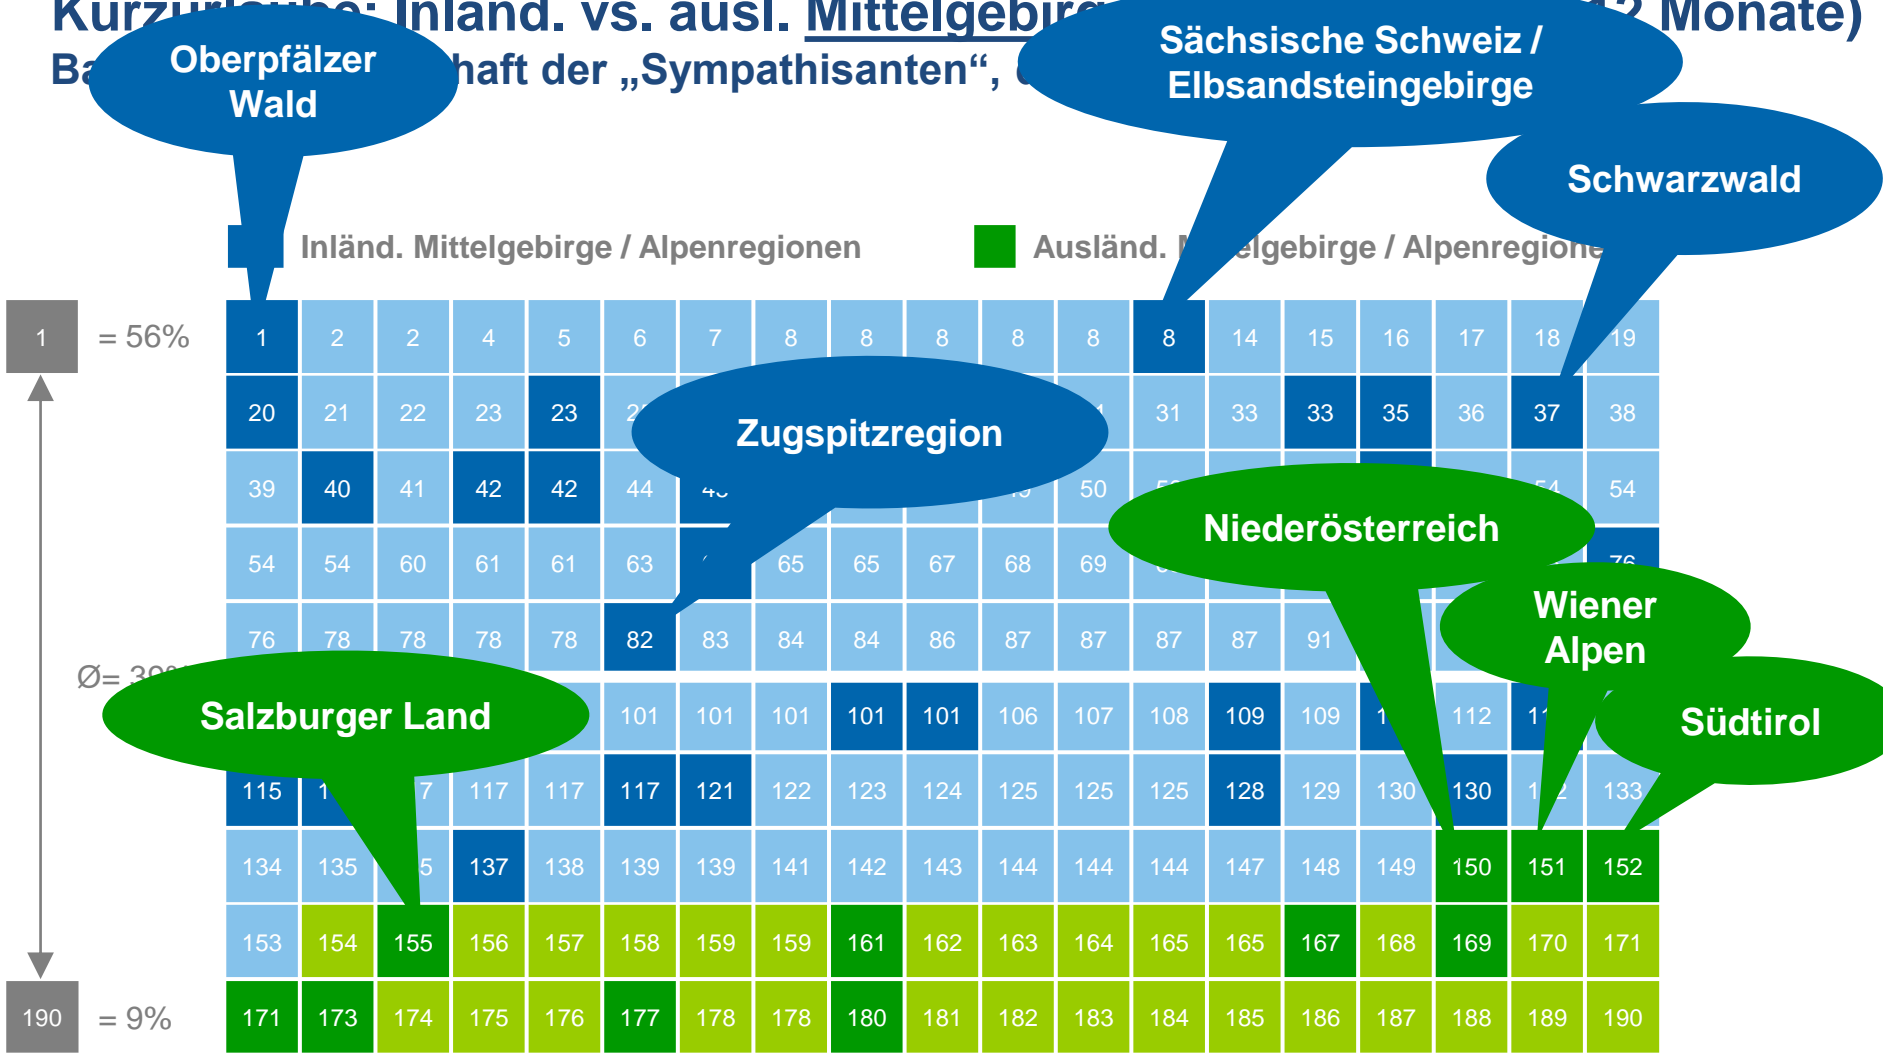 Inländ. vs. ausl. Monate)
der „Sympathisanten“,
Oberpfälzer
Wald
Sächsische Schweiz /
Elbsandsteingebirge
Schwarzwald
Inländ. Mittelgebirge / Alpenregionen
Ausländ. / Alpenregionen
1 = 56%
1 2 2 4 5 6 7 8 8 8 8 8 8 14 15 16 17 18 19
20 21 22 23 23 31 33 33 35 36 37 38
Zugspitzregion
39 40 41 42 42 44 50 54 54
Niederösterreich
54 54 60 61 61 63 65 65 67 68 69 76
Wiener
Alpen
76 78 78 78 78 82 83 84 84 86 87 87 87 87 91
Ø= 39%
Salzburger Land
Südtirol
101 101 101 101 101 106 107 108 109 109 112
115 117 117 117 121 122 123 124 125 125 125 128 129 130 130 133
134 135 137 138 139 139 141 142 143 144 144 144 147 148 149 150 151 152
153 154 155 156 157 158 159 159 161 162 163 164 165 165 167 168 169 170 171
190 = 9%
171 173 174 175 176 177 178 178 180 181 182 183 184 185 186 187 188 189 190